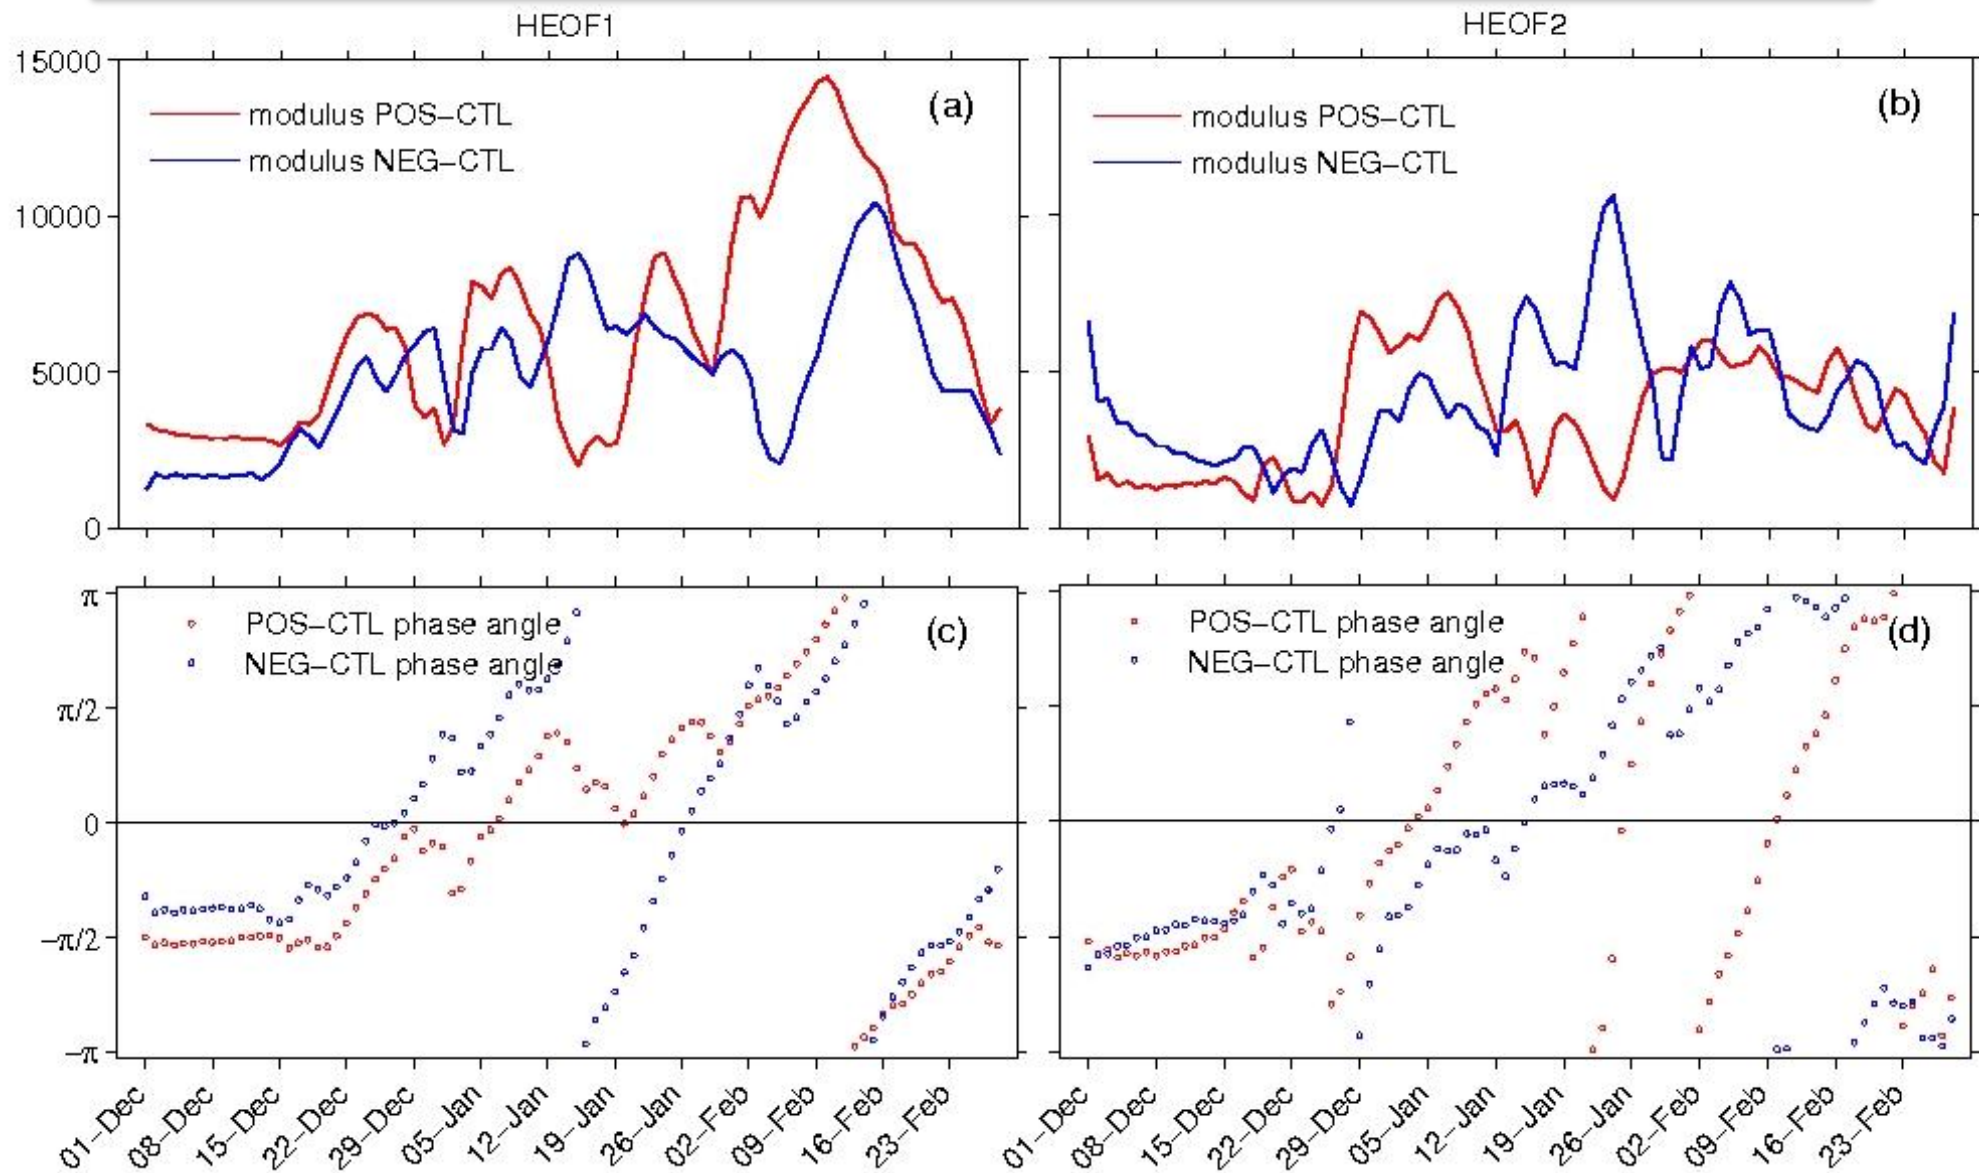 HEOF1
HEOF2
15000
10000
5000
0
modulus POS−CTL
modulus NEG−CTL
(a)
modulus POS−CTL
modulus NEG−CTL
(b)
π
π/2
0
−π/2
−π
POS−CTL phase angle
NEG−CTL phase angle
(c)
POS−CTL phase angle
NEG−CTL phase angle
(d)
01−Dec
08−Dec
15−Dec
22−Dec
29−Dec
05−Jan
12−Jan
19−Jan
26−Jan
02−Feb
09−Feb
16−Feb
23−Feb
01−Dec
08−Dec
15−Dec
22−Dec
29−Dec
05−Jan
12−Jan
19−Jan
26−Jan
02−Feb
09−Feb
16−Feb
23−Feb